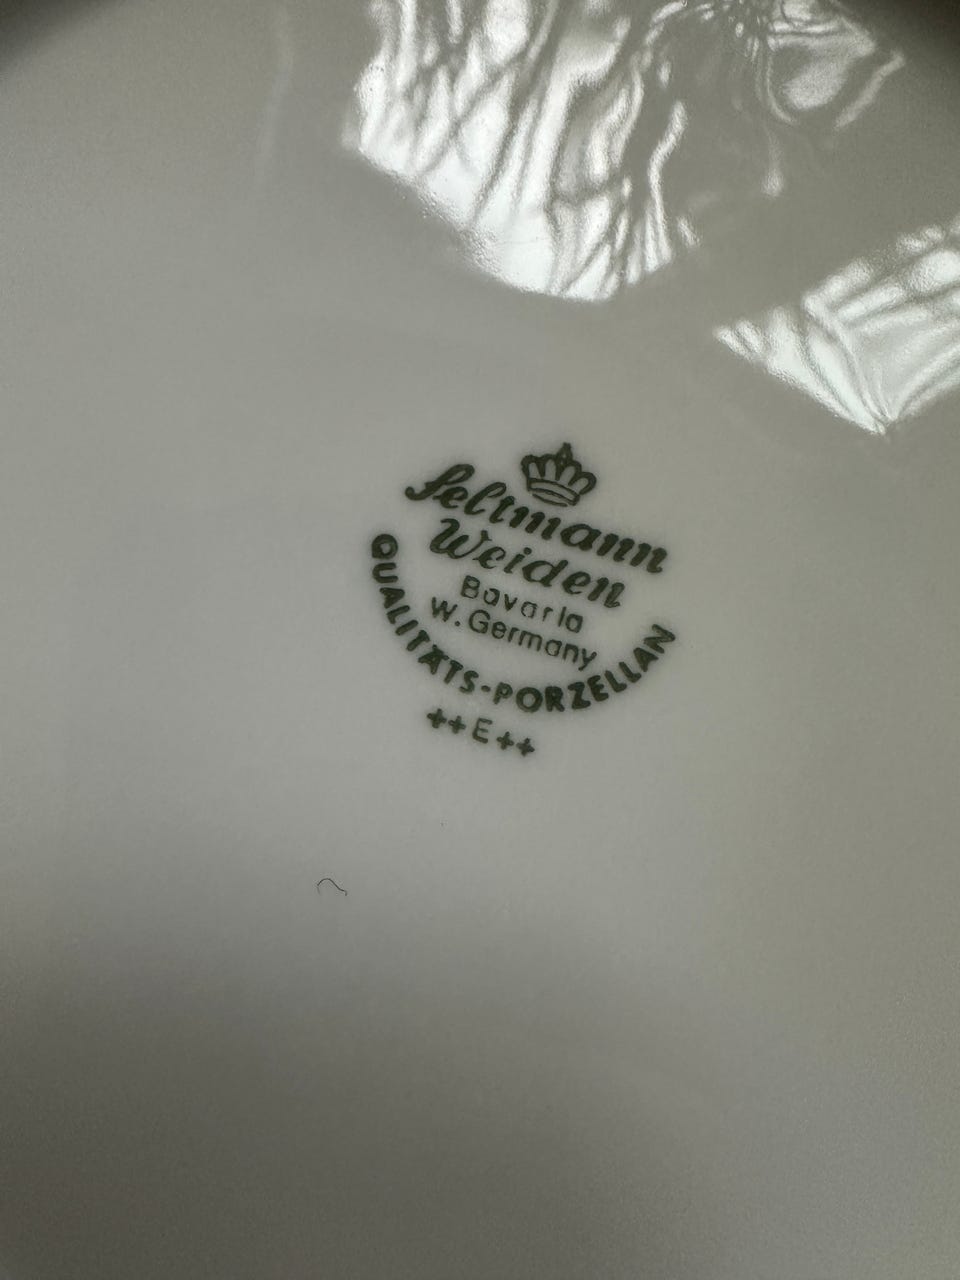 Seltmann
Weiden
Bavaria
W. Germany
QUALITÄTS-PORZELLAN
++E++